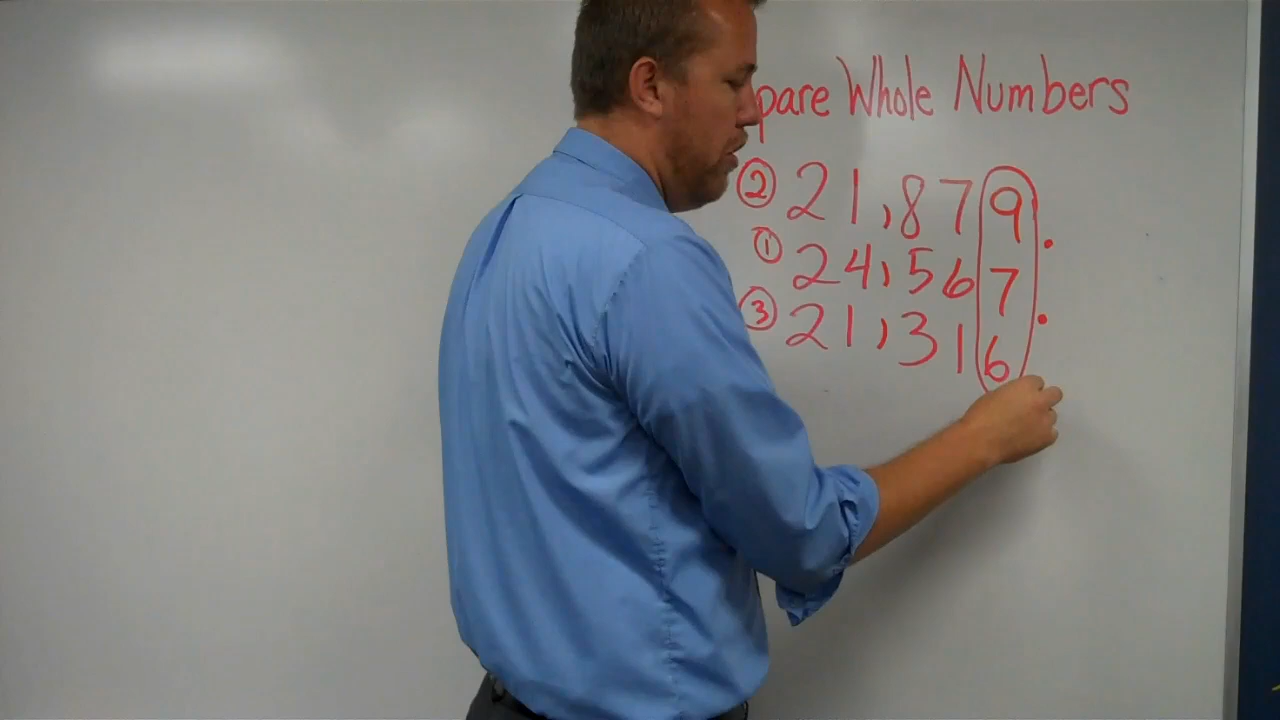 pare Whole Numbers
② 21,879.
① 24,567.
③ 21,316